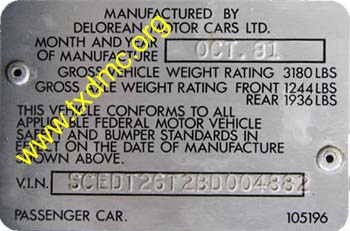 MANUFACTURED BY
DELOREAN MOTOR CARS LTD.
MONTH AND YEAR
OF MANUFACTURE OCT. 81
GROSS VEHICLE WEIGHT RATING 3180 LBS
GROSS AXLE WEIGHT RATING FRONT 1244 LBS
REAR 1936 LBS
THIS VEHICLE CONFORMS TO ALL
APPLICABLE FEDERAL MOTOR VEHICLE
SAFETY AND BUMPER STANDARDS IN
EFFECT ON THE DATE OF MANUFACTURE
SHOWN ABOVE.
V.I.N. SCEDT26T2BD004882
PASSENGER CAR. 105196
www.txdmc.org